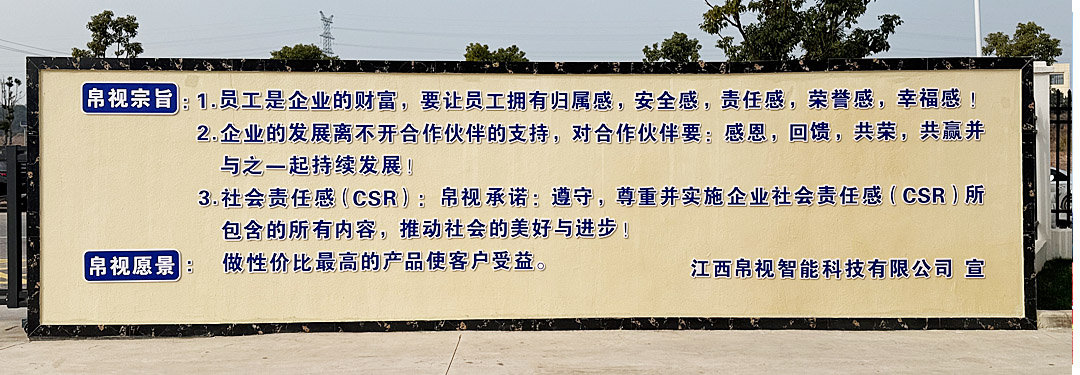 帛视宗旨：1.员工是企业的财富，要让员工拥有归属感，安全感，责任感，荣誉感，幸福感！
2.企业的发展离不开合作伙伴的支持，对合作伙伴要：感恩，回馈，共荣，共赢并
与之一起持续发展！
3.社会责任感（CSR）；帛视承诺：遵守，尊重并实施企业社会责任感（CSR）所
包含的所有内容，推动社会的美好与进步！
帛视愿景： 做性价比最高的产品使客户受益。
江西帛视智能科技有限公司 宣